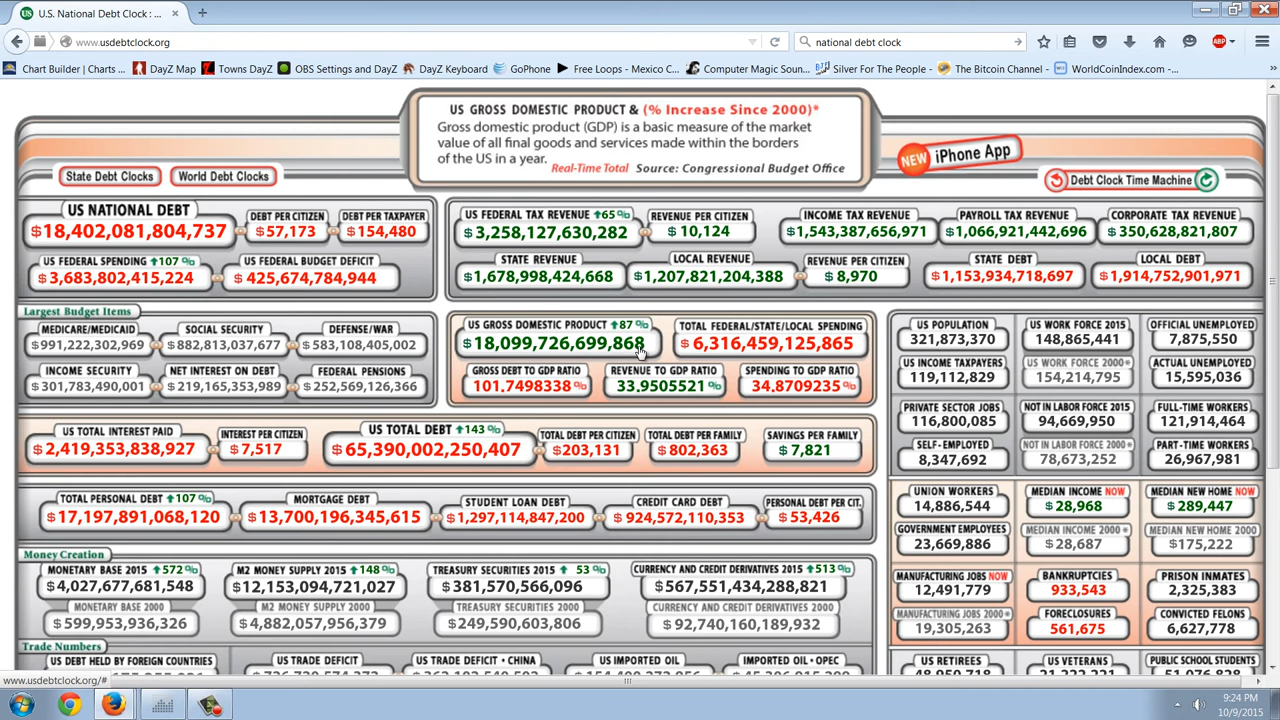 U.S. National Debt Clock : ...
www.usdebtclock.org
national debt clock
Chart Builder | Charts ...
DayZ Map
Towns DayZ
OBS Settings and DayZ
DayZ Keyboard
GoPhone
Free Loops - Mexico C...
Computer Magic Soun...
Silver For The People - ...
The Bitcoin Channel - ...
WorldCoinIndex.com - ...
US GROSS DOMESTIC PRODUCT & (% Increase Since 2000)*
Gross domestic product (GDP) is a basic measure of the market
value of all final goods and services made within the borders
of the US in a year.
Real-Time Total Source: Congressional Budget Office
NEW iPhone App
State Debt Clocks
World Debt Clocks
Debt Clock Time Machine
US NATIONAL DEBT
$18,402,081,804,737
DEBT PER CITIZEN
$57,173
DEBT PER TAXPAYER
$154,480
US FEDERAL SPENDING 107 %
$3,683,802,415,224
US FEDERAL BUDGET DEFICIT
$425,674,784,944
US FEDERAL TAX REVENUE 65 %
$3,258,127,630,282
REVENUE PER CITIZEN
$10,124
INCOME TAX REVENUE
$1,543,387,656,971
PAYROLL TAX REVENUE
$1,066,921,442,696
CORPORATE TAX REVENUE
$350,628,821,807
STATE REVENUE
$1,678,998,424,668
LOCAL REVENUE
$1,207,821,204,388
REVENUE PER CITIZEN
$8,970
STATE DEBT
$1,153,934,718,697
LOCAL DEBT
$1,914,752,901,971
Largest Budget Items
MEDICARE/MEDICAID
$991,222,302,969
SOCIAL SECURITY
$882,813,037,677
DEFENSE/WAR
$583,108,405,002
INCOME SECURITY
$301,783,490,001
NET INTEREST ON DEBT
$219,165,353,989
FEDERAL PENSIONS
$252,569,126,366
US GROSS DOMESTIC PRODUCT 87 %
$18,099,726,699,868
TOTAL FEDERAL/STATE/LOCAL SPENDING
$6,316,459,125,865
GROSS DEBT TO GDP RATIO
101.7498338 %
REVENUE TO GDP RATIO
33.9505521 %
SPENDING TO GDP RATIO
34.8709235 %
US TOTAL INTEREST PAID
$2,419,353,838,927
INTEREST PER CITIZEN
$7,517
US TOTAL DEBT 143 %
$65,390,002,250,407
TOTAL DEBT PER CITIZEN
$203,131
TOTAL DEBT PER FAMILY
$802,363
SAVINGS PER FAMILY
$7,821
TOTAL PERSONAL DEBT 107 %
$17,197,891,068,120
MORTGAGE DEBT
$13,700,196,345,615
STUDENT LOAN DEBT
$1,297,114,847,200
CREDIT CARD DEBT
$924,572,110,353
PERSONAL DEBT PER CIT.
$53,426
Money Creation
MONETARY BASE 2015 572 %
$4,027,677,681,548
M2 MONEY SUPPLY 2015 148 %
$12,153,094,721,027
TREASURY SECURITIES 2015 53 %
$381,570,566,096
CURRENCY AND CREDIT DERIVATIVES 2015 513 %
$567,551,434,288,821
MONETARY BASE 2000
$599,953,936,326
M2 MONEY SUPPLY 2000
$4,882,057,956,379
TREASURY SECURITIES 2000
$249,590,603,806
CURRENCY AND CREDIT DERIVATIVES 2000
$92,740,160,189,932
Trade Numbers
US DEBT HELD BY FOREIGN COUNTRIES
US TRADE DEFICIT
US TRADE DEFICIT • CHINA
US IMPORTED OIL
IMPORTED OIL • OPEC
US POPULATION
321,873,370
US WORK FORCE 2015
148,865,441
OFFICIAL UNEMPLOYED
7,875,550
US INCOME TAXPAYERS
119,112,829
US WORK FORCE 2000*
154,214,795
ACTUAL UNEMPLOYED
15,595,036
PRIVATE SECTOR JOBS
116,800,085
NOT IN LABOR FORCE 2015
94,669,950
FULL-TIME WORKERS
121,914,464
SELF-EMPLOYED
8,347,692
NOT IN LABOR FORCE 2000*
78,673,252
PART-TIME WORKERS
26,967,981
UNION WORKERS
14,886,544
MEDIAN INCOME NOW
$28,968
MEDIAN NEW HOME NOW
$289,447
GOVERNMENT EMPLOYEES
23,669,886
MEDIAN INCOME 2000*
$28,687
MEDIAN NEW HOME 2000
$175,222
MANUFACTURING JOBS NOW
12,491,779
BANKRUPTCIES
933,543
PRISON INMATES
2,325,383
MANUFACTURING JOBS 2000*
19,305,263
FORECLOSURES
561,675
CONVICTED FELONS
6,627,778
US RETIREES
US VETERANS
PUBLIC SCHOOL STUDENTS
www.usdebtclock.org/#
9:24 PM
10/9/2015